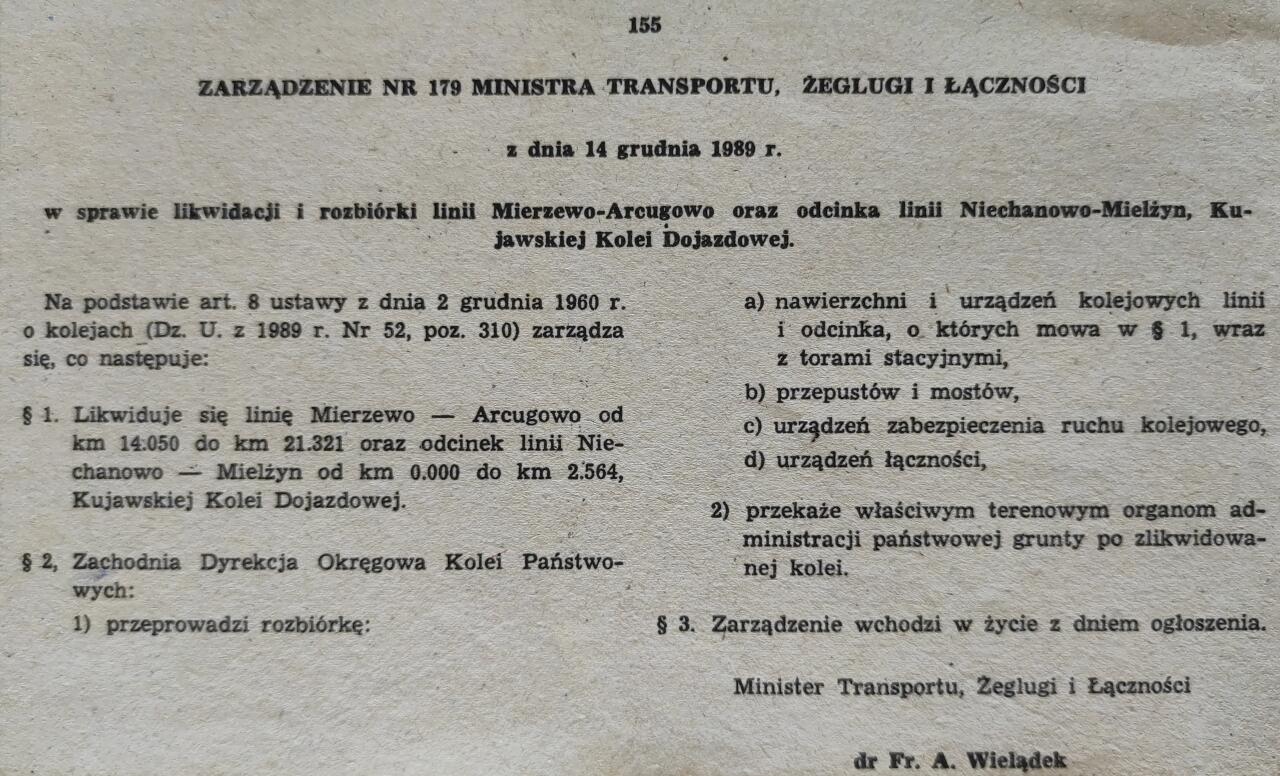 155
ZARZĄDZENIE NR 179 MINISTRA TRANSPORTU, ŻEGLUGI I ŁĄCZNOŚCI
z dnia 14 grudnia 1989 r.
w sprawie likwidacji i rozbiórki linii Mierzewo-Arcugowo oraz odcinka linii Niechanowo-Mielżyn, Ku-
jawskiej Kolei Dojazdowej.
Na podstawie art. 8 ustawy z dnia 2 grudnia 1960 r.
o kolejach (Dz. U. z 1989 r. Nr 52, poz. 310) zarządza
się, co następuje:
§ 1. Likwiduje się linię Mierzewo — Arcugowo od
km 14.050 do km 21.321 oraz odcinek linii Nie-
chanowo — Mielżyn od km 0.000 do km 2.564,
Kujawskiej Kolei Dojazdowej.
§ 2, Zachodnia Dyrekcja Okręgowa Kolei Państwo-
wych:
1) przeprowadzi rozbiórkę:
a) nawierzchni i urządzeń kolejowych linii
i odcinka, o których mowa w § 1, wraz
z torami stacyjnymi,
b) przepustów i mostów,
c) urządzeń zabezpieczenia ruchu kolejowego,
d) urządzeń łączności,
2) przekaże właściwym terenowym organom ad-
ministracji państwowej grunty po zlikwidowa-
nej kolei.
§ 3. Zarządzenie wchodzi w życie z dniem ogłoszenia.
Minister Transportu, Żeglugi i Łączności
dr Fr. A. Wielądek